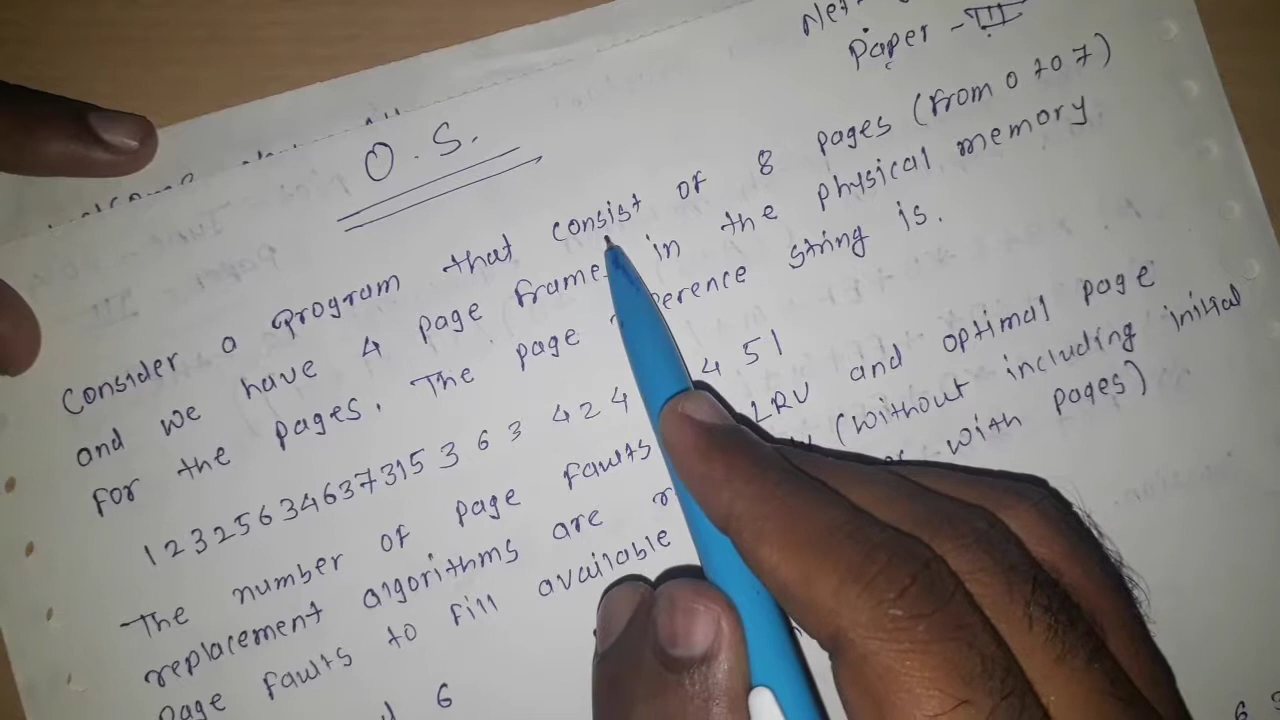 Net-
Paper - III
O.S.
Consider a program that consist of 8 pages (from 0 to 7)
and we have 4 page frames in the physical memory
for the pages. The page string is.
1 2 3 2 5 6 3 4 6 3 7 3 1 5 3 6 3 4 2 4 4 5 1
The number of page faults LRU and optimal page
replacement algorithms are (without including initial
page faults to fill available with pages)
6